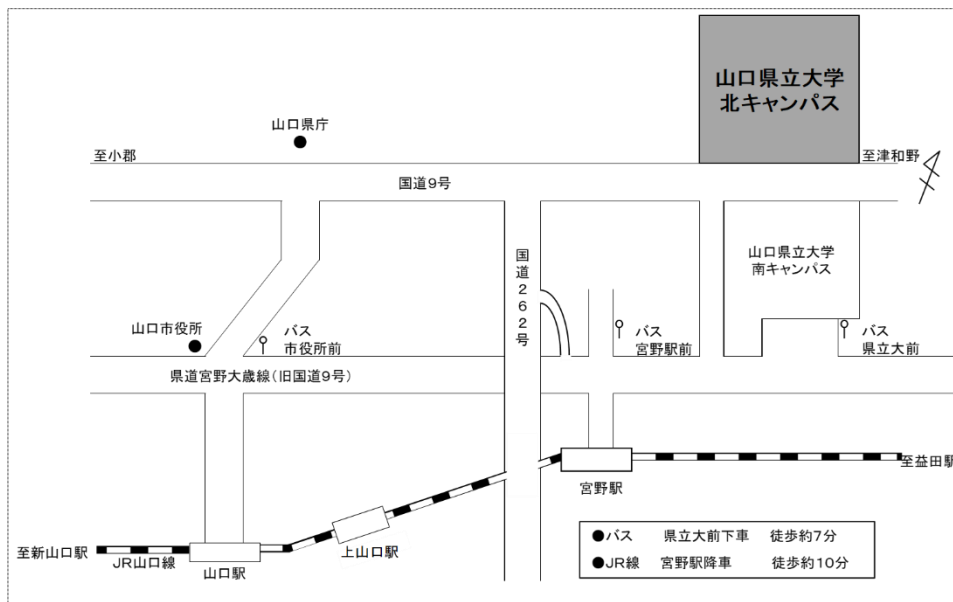 山口県立大学
北キャンパス
山口県庁
至小郡
至津和野
国道9号
山口県立大学
南キャンパス
国道262号
山口市役所
バス
市役所前
バス
宮野駅前
バス
県立大前
県道宮野大歳線(旧国道9号)
至益田駅
宮野駅
上山口駅
至新山口駅
JR山口線
山口駅
●バス 県立大前下車 徒歩約7分
●JR線 宮野駅降車 徒歩約10分